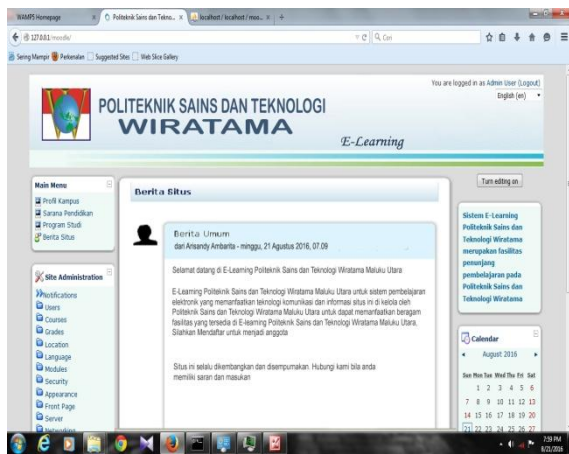 WAMPS Homepage
Politeknik Sains dan Tekno...
localhost / localhost / moo...
127.0.0.1/moodle/
Cari
Sering Mampir
Perkenalan
Suggested Sites
Web Slice Gallery
You are logged in as Admin User (Logout)
English (en)
POLITEKNIK SAINS DAN TEKNOLOGI
WIRATAMA
E-Learning
Turn editing on
Main Menu
Profil Kampus
Sarana Pendidikan
Program Studi
Berita Situs
Site Administration
Notifications
Users
Courses
Grades
Location
Language
Modules
Security
Appearance
Front Page
Server
Networking
Berita Situs
Berita Umum
dari Arisandy Ambarita - minggu, 21 Agustus 2016, 07.09
Selamat datang di E-Learning Politeknik Sains dan Teknologi Wiratama Maluku Utara
E-Learning Politeknik Sains dan Teknologi Wiratama Maluku Utara untuk sistem pembelajaran
elektronik yang memanfaatkan teknologi komunikasi dan informasi situs ini di kelola oleh
Politeknik Sains dan Teknologi Wiratama Maluku Utara untuk dapat memanfaatkan beragam
fasilitas yang tersedia di E-learning Politeknik Sains dan Teknologi Wiratama Maluku Utara,
Silahkan Mendaftar untuk menjadi anggota
Situs ini selalu dikembangkan dan disempurnakan. Hubungi kami bila anda
memiliki saran dan masukan
Sistem E-Learning
Politeknik Sains dan
Teknologi Wiratama
merupakan fasilitas
penunjang
pembelajaran pada
Politeknik Sains dan
Teknologi Wiratama
Calendar
August 2016
Sun Mon Tue Wed Thu Fri Sat
1 2 3 4 5 6
7 8 9 10 11 12 13
14 15 16 17 18 19 20
21 22 23 24 25 26 27
7:59 PM
8/21/2016